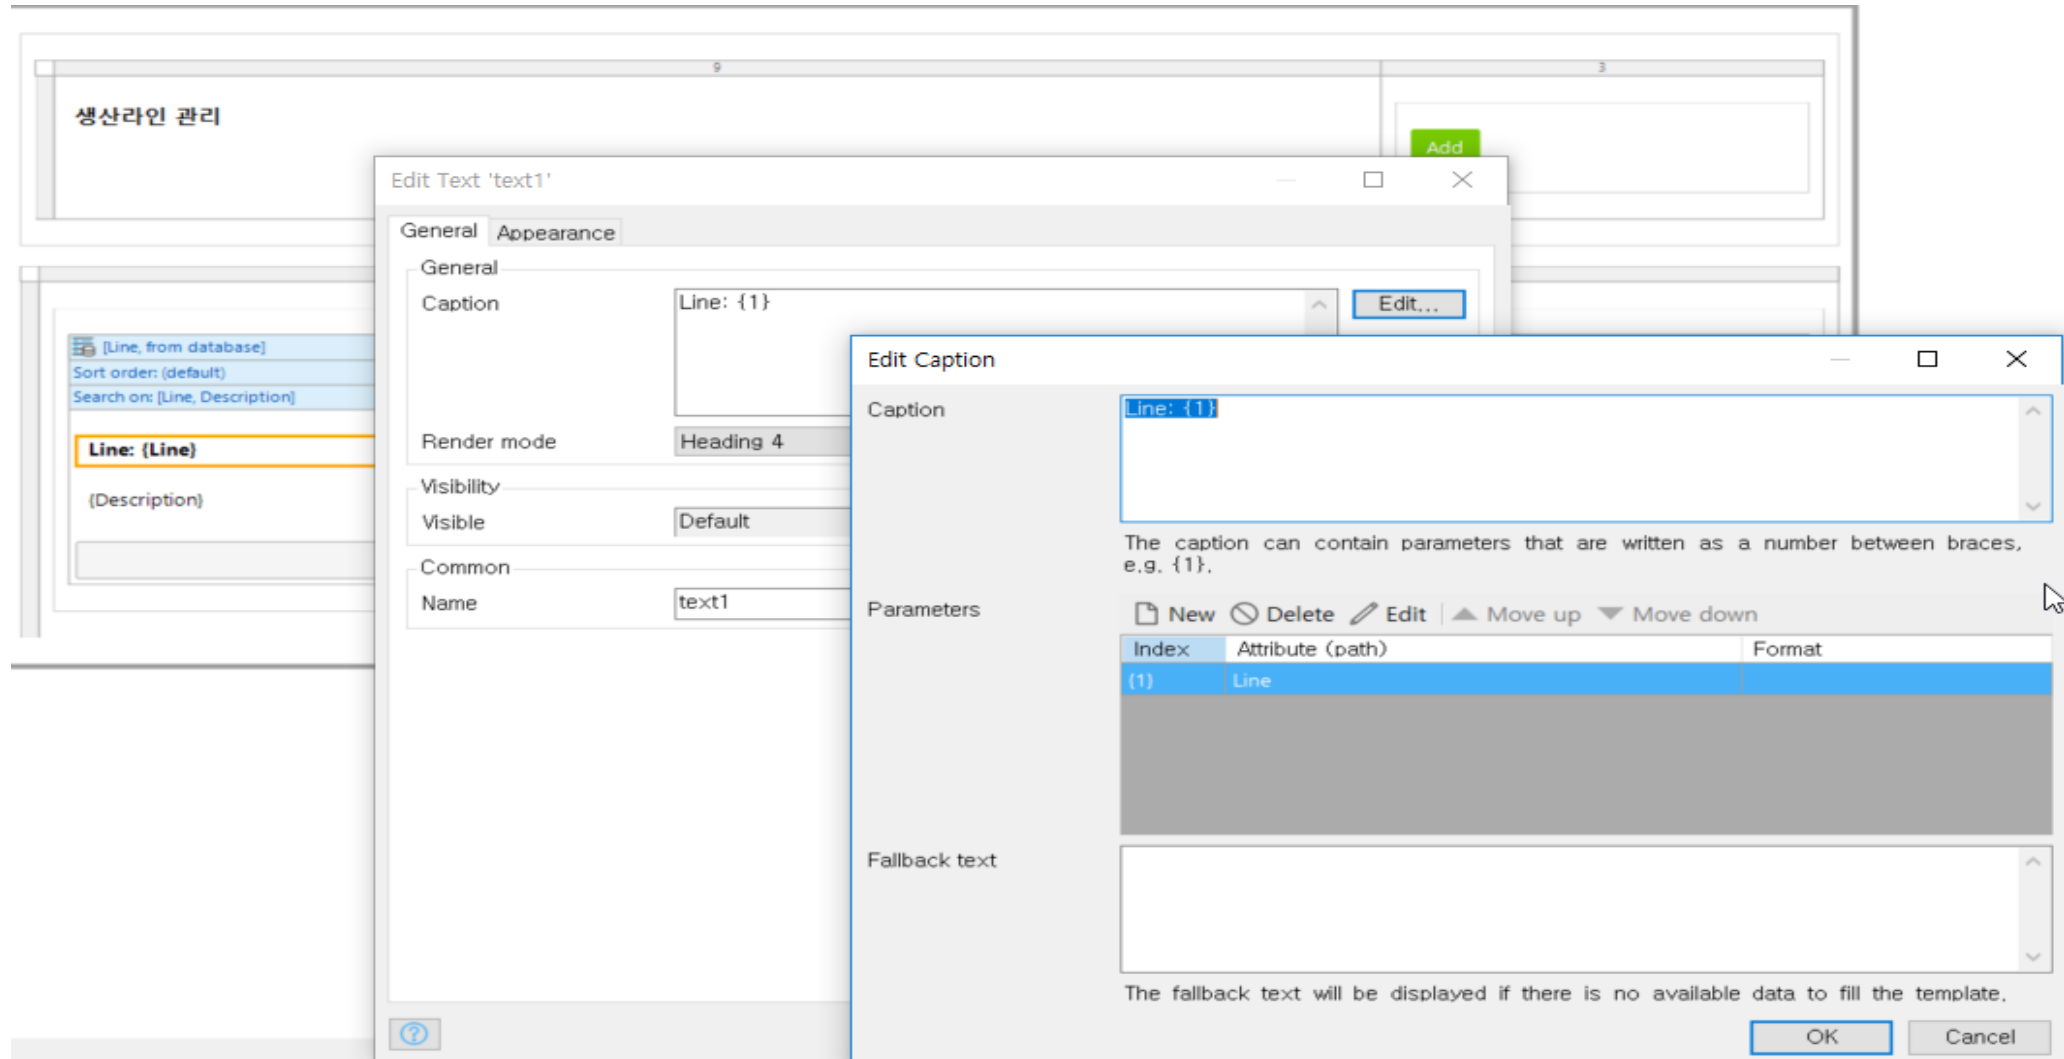 9
3
생산라인 관리
Add
[Line, from database]
Sort order: (default)
Search on: [Line, Description]
Line: {Line}
{Description}
Edit Text 'text1'
General
Appearance
General
Caption
Line: {1}
Edit...
Render mode
Heading 4
Visibility
Visible
Default
Common
Name
text1
?
Edit Caption
Caption
Line: {1}
The caption can contain parameters that are written as a number between braces,
e.g. {1}.
Parameters
New Delete Edit Move up Move down
Index Attribute (path) Format
{1} Line
Fallback text
The fallback text will be displayed if there is no available data to fill the template.
OK
Cancel